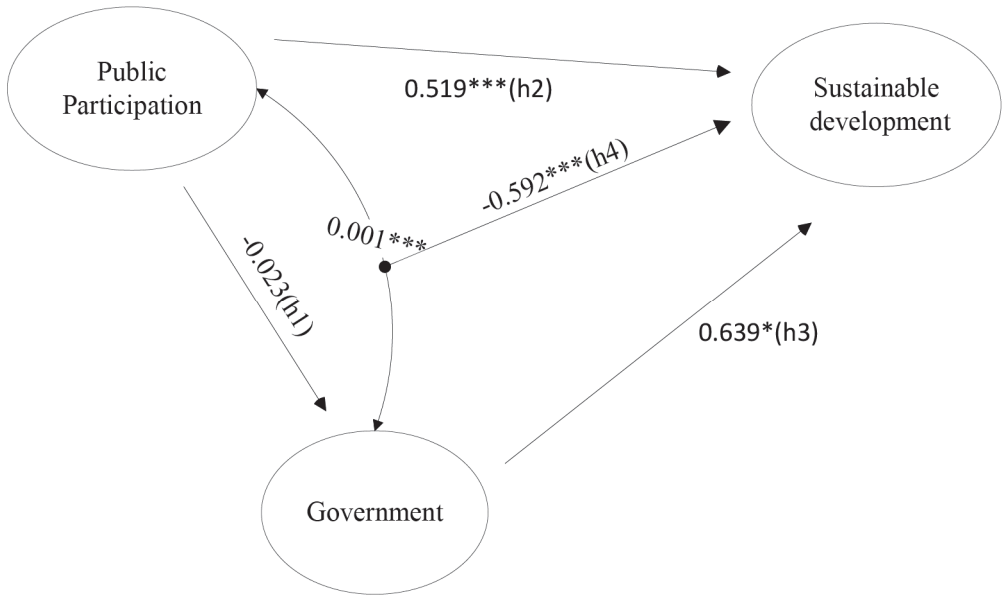 Public
Participation
0.519***(h2)
Sustainable
development
-0.592***(h4)
0.001***
-0.023(h1)
0.639*(h3)
Government